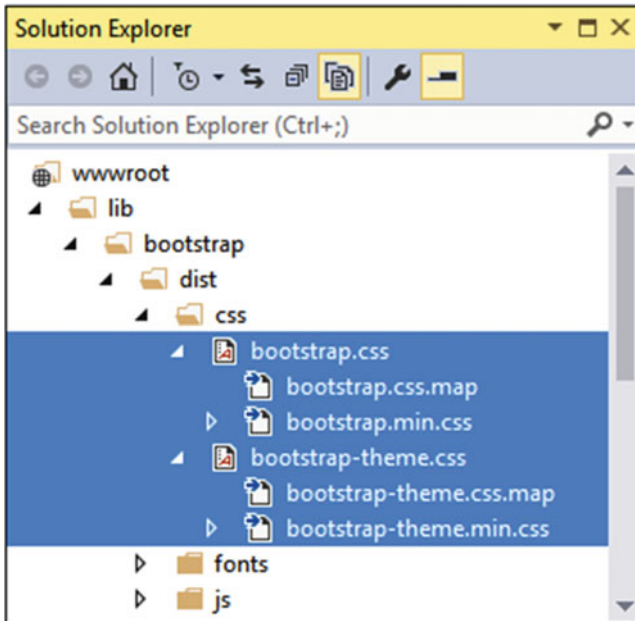 Solution Explorer
Search Solution Explorer (Ctrl+;)
wwwroot
lib
bootstrap
dist
css
bootstrap.css
bootstrap.css.map
bootstrap.min.css
bootstrap-theme.css
bootstrap-theme.css.map
bootstrap-theme.min.css
fonts
js